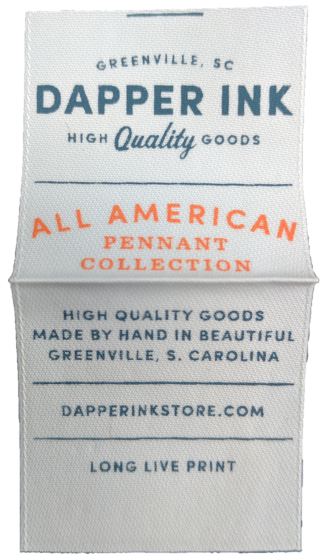 GREENVILLE, SC
DAPPER INK
HIGH Quality GOODS
ALL AMERICAN
PENNANT
COLLECTION
HIGH QUALITY GOODS
MADE BY HAND IN BEAUTIFUL
GREENVILLE, S. CAROLINA
DAPPERINKSTORE.COM
LONG LIVE PRINT